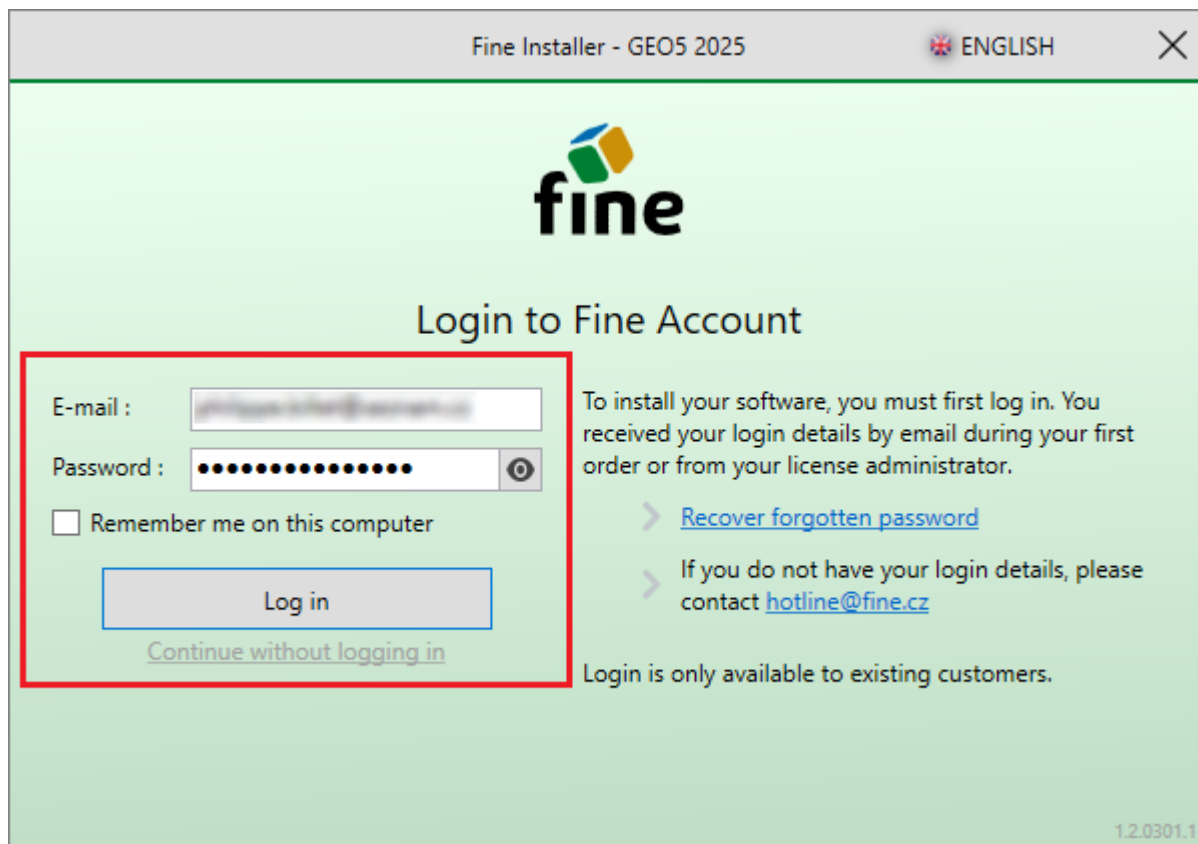 Fine Installer - GEO5 2025
ENGLISH
fine
Login to Fine Account
E-mail :
Password :
Remember me on this computer
Log in
Continue without logging in
To install your software, you must first log in. You
received your login details by email during your first
order or from your license administrator.
Recover forgotten password
If you do not have your login details, please
contact hotline@fine.cz
Login is only available to existing customers.
1.2.0301.1